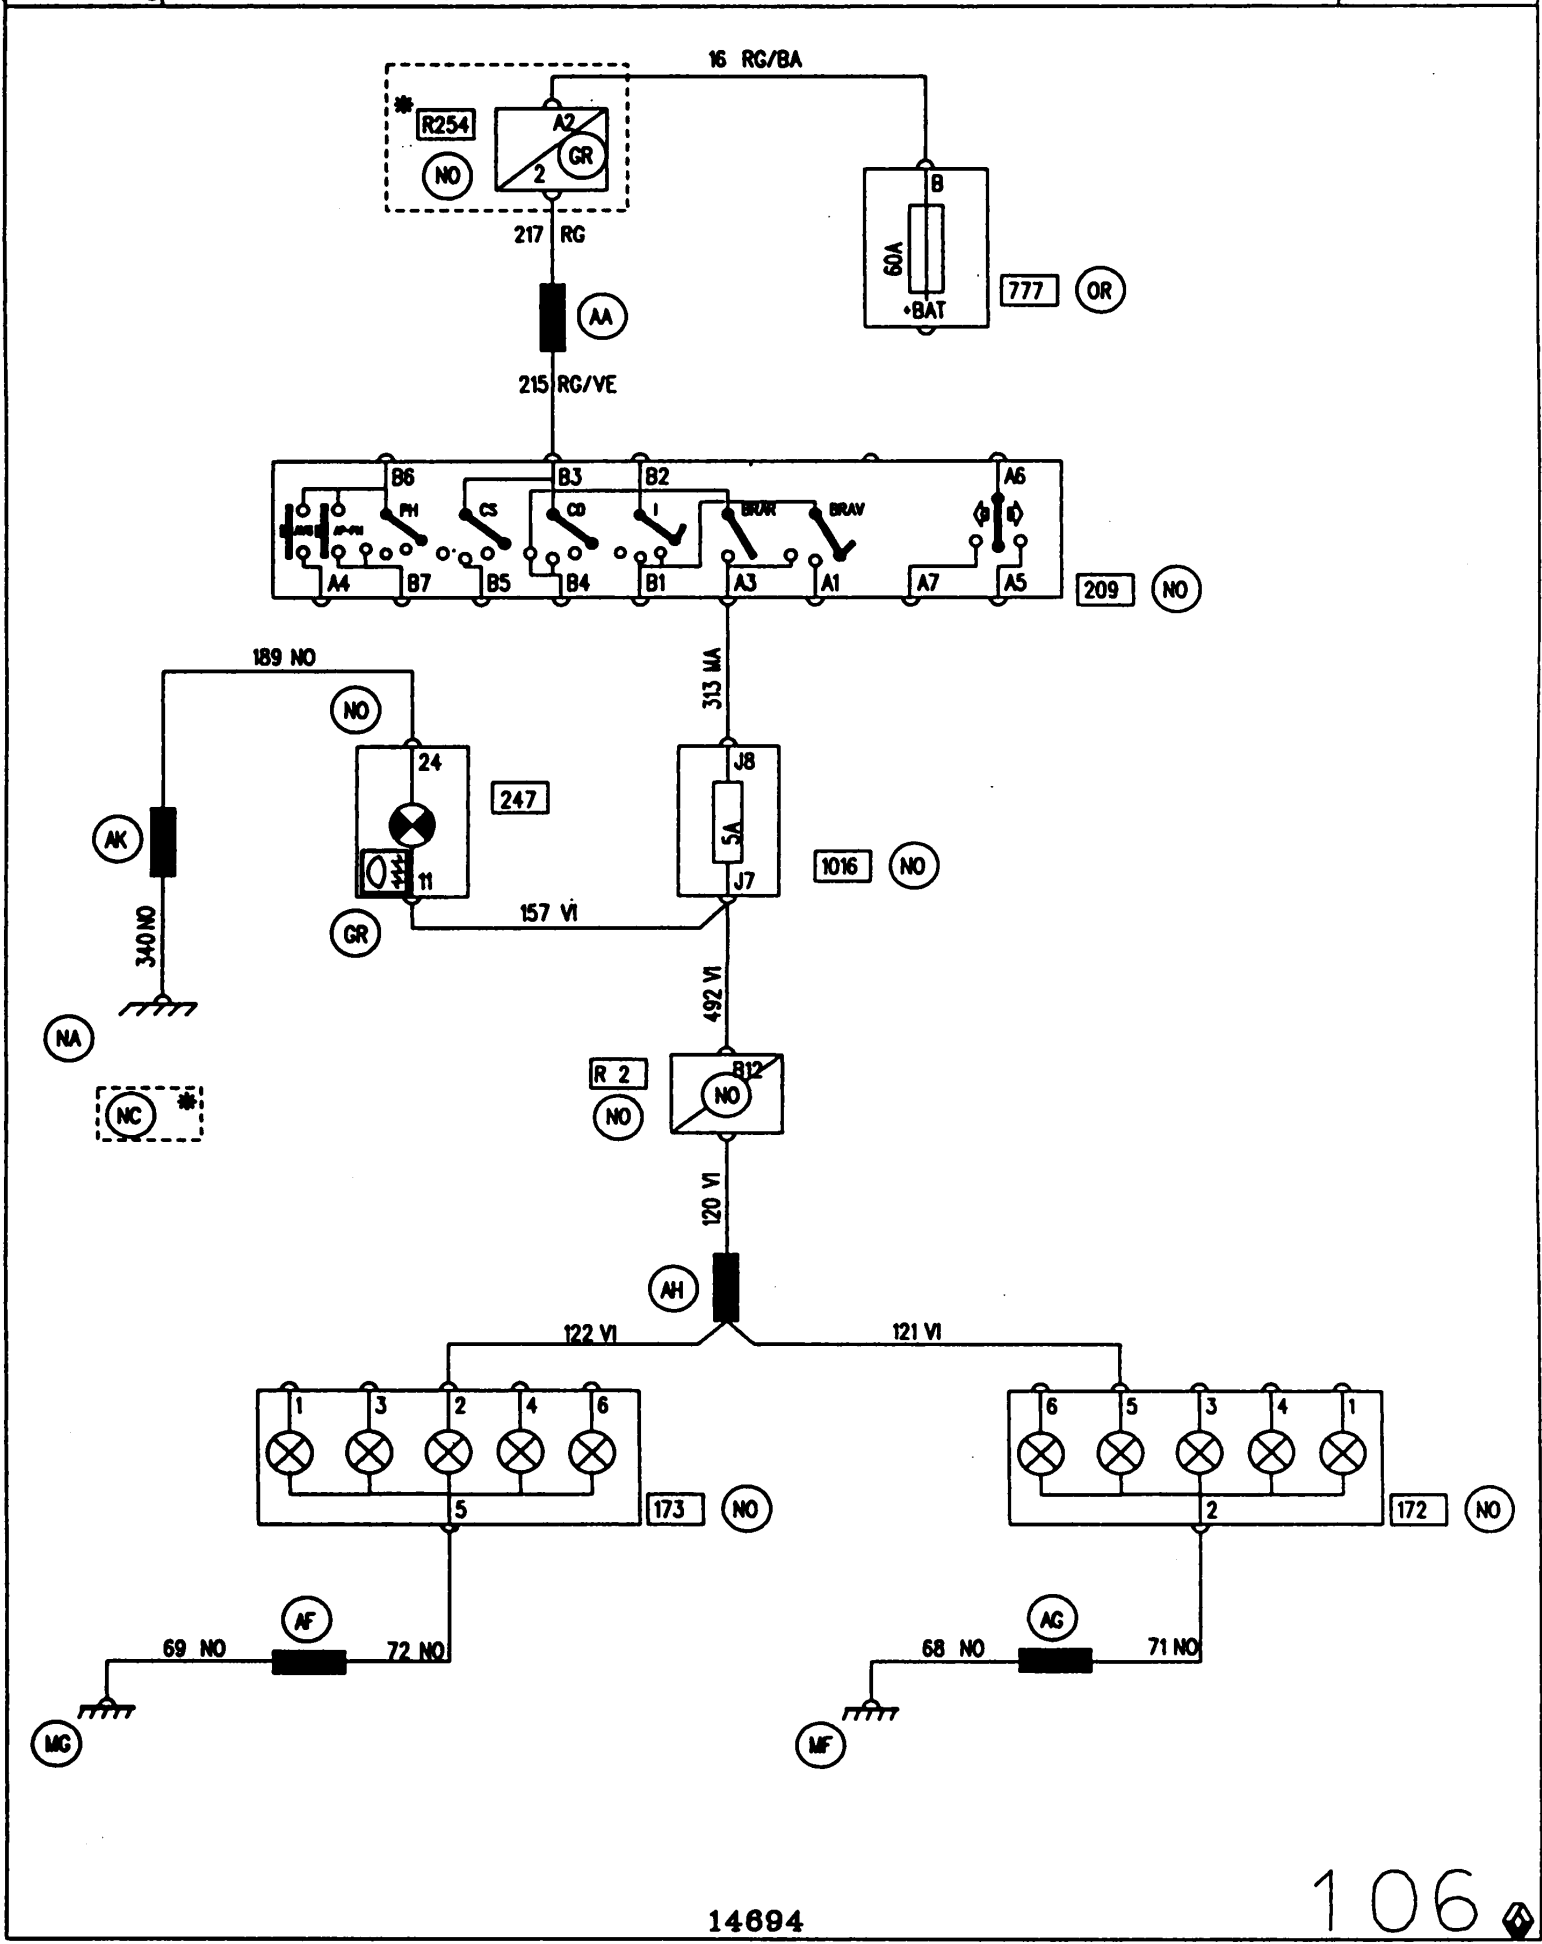 16 RG/BA
R254
A2
GR
NO
2
B
60A
+BAT
777
OR
217 RG
AA
215 RG/VE
B6
B3
B2
A6
PH
CS
CD
I
BRAR
BRAV
AP-PH
A4
B7
B5
B4
B1
A3
A1
A7
A5
209
NO
189 NO
313 MA
NO
24
247
J8
5A
J7
1016
NO
AK
11
GR
157 VI
340 NO
NA
492 VI
NC
R 2
B12
NO
NO
120 VI
AH
122 VI
121 VI
1
3
2
4
6
5
173
NO
6
5
3
4
1
2
172
NO
AF
69 NO
72 NO
MG
AG
68 NO
71 NO
MF
106
14694